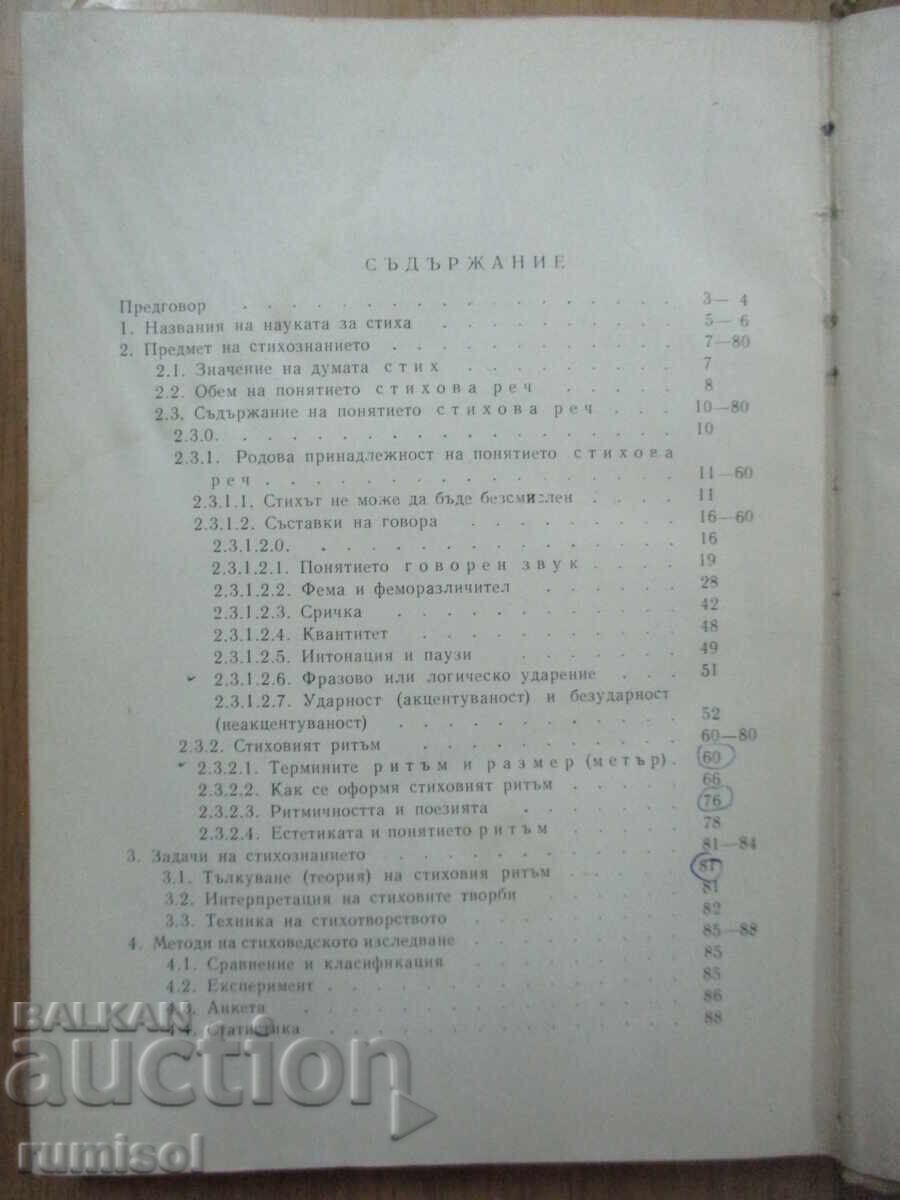 СЪДЪРЖАНИЕ
Предговор . . . . . . . . . . . . . . . . 3—4
1. Названия на науката за стиха . . . . . . . . . 5—6
2. Предмет на стихознанието . . . . . . . . . . . 7—80
2.1. Значение на думата стих . . . . . . . . 7
2.2. Обем на понятието стихова реч . . . . . 8
2.3. Съдържание на понятието стихова реч . . . 10—80
2.3.0. . . . . . . . . . . . . . . . . 10
2.3.1. Родова принадлежност на понятието стихова
реч . . . . . . . . . . . . . . . 11—60
2.3.1.1. Стихът не може да бъде безсмислен . . . . 11
2.3.1.2. Съставки на говора . . . . . . . . . 16—60
2.3.1.2.0. . . . . . . . . . . . . . 16
2.3.1.2.1. Понятието говорен звук . . . . . 19
2.3.1.2.2. Фема и феморазличител . . . . . . 28
2.3.1.2.3. Сричка . . . . . . . . . . . 42
2.3.1.2.4. Квантитет . . . . . . . . . . 48
2.3.1.2.5. Интонация и паузи . . . . . . . 49
2.3.1.2.6. Фразово или логическо ударение . . . 51
2.3.1.2.7. Ударност (акцентуваност) и безударност
(неакцентуваност) . . . . . . . . . . 52
2.3.2. Стиховият ритъм . . . . . . . . . . . 60—80
2.3.2.1. Термините ритъм и размер (метър) . 60
2.3.2.2. Как се оформя стиховият ритъм . . . . . 66
2.3.2.3. Ритмичността и поезията . . . . . . . 76
2.3.2.4. Естетиката и понятието ритъм . . . . . 78
3. Задачи на стихознанието . . . . . . . . . . . 81—84
3.1. Тълкуване (теория) на стиховия ритъм . . . . . 81
3.2. Интерпретация на стиховите творби . . . . . . 81
3.3. Техника на стихотворството . . . . . . . . . 82
4. Методи на стиховедското изследване . . . . . . . 85—88
4.1. Сравнение и класификация . . . . . . . . . 85
4.2. Експеримент . . . . . . . . . . . . . . 85
4.3. Анкета . . . . . . . . . . . . . . . . 86
4.4. Статистика . . . . . . . . . . . . . . 88
BALKAN
auction
rumisol